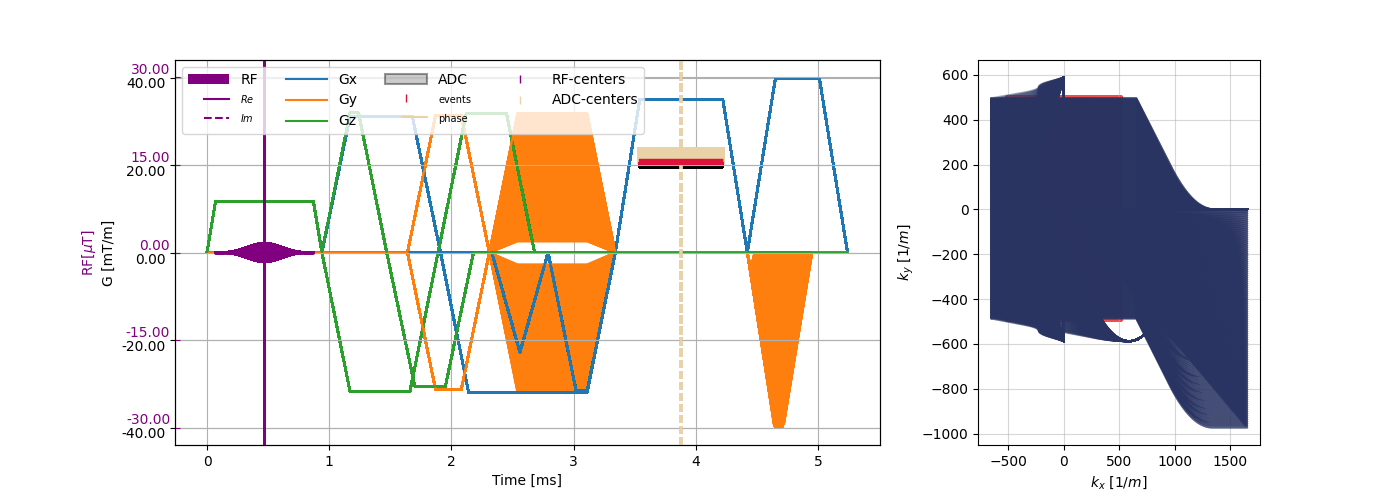 30.00
40.00
15.00
20.00
0.00
0.00
-15.00
-20.00
-30.00
-40.00
RF[μT]
G [mT/m]
RF
Re
Im
Gx
Gy
Gz
ADC
events
phase
RF-centers
ADC-centers
0 1 2 3 4 5
Time [ms]
600
400
200
0
−200
−400
−600
−800
−1000
k_y [1/m]
−500 0 500 1000 1500
k_x [1/m]